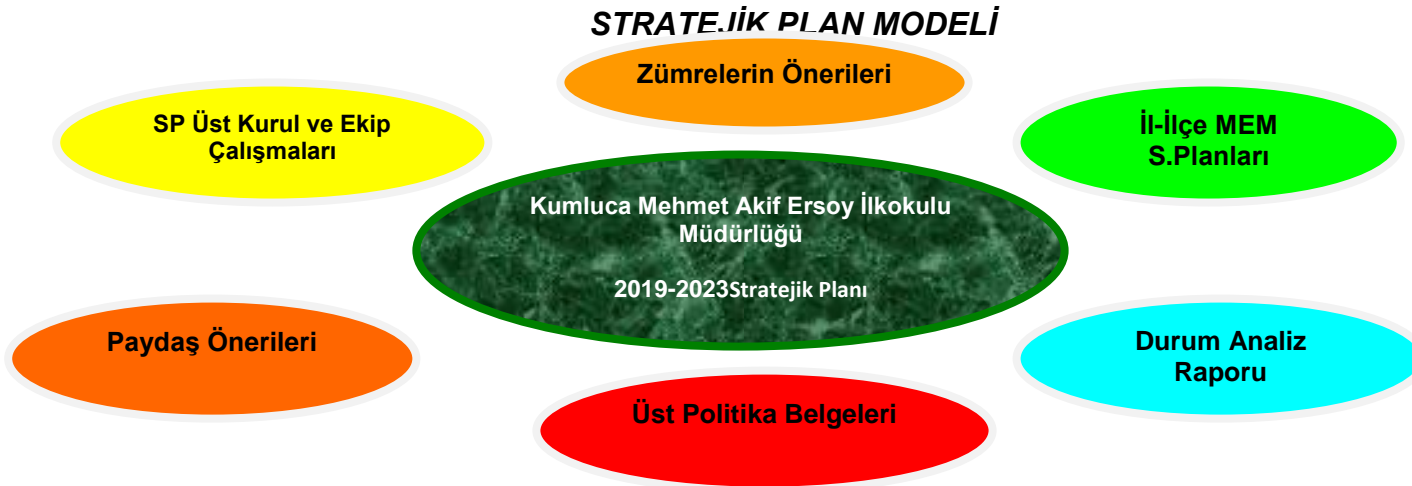 STRATEJİK PLAN MODELİ
Zümrelerin Önerileri
SP Üst Kurul ve Ekip
Çalışmaları
İl-İlçe MEM
S.Planları
Kumluca Mehmet Akif Ersoy İlkokulu
Müdürlüğü
2019-2023Stratejik Planı
Paydaş Önerileri
Durum Analiz
Raporu
Üst Politika Belgeleri